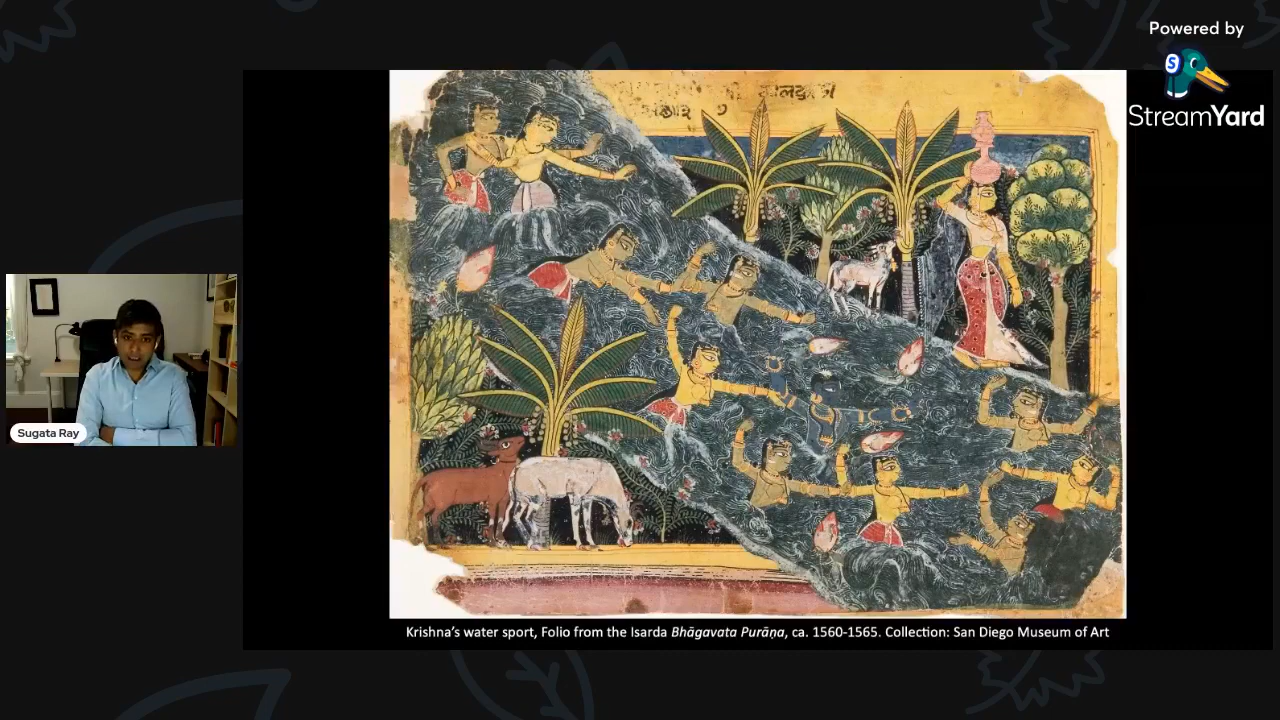 Powered by
StreamYard
Sugata Ray
Krishna's water sport, Folio from the Isarda Bhāgavata Purāṇa, ca. 1560-1565. Collection: San Diego Museum of Art